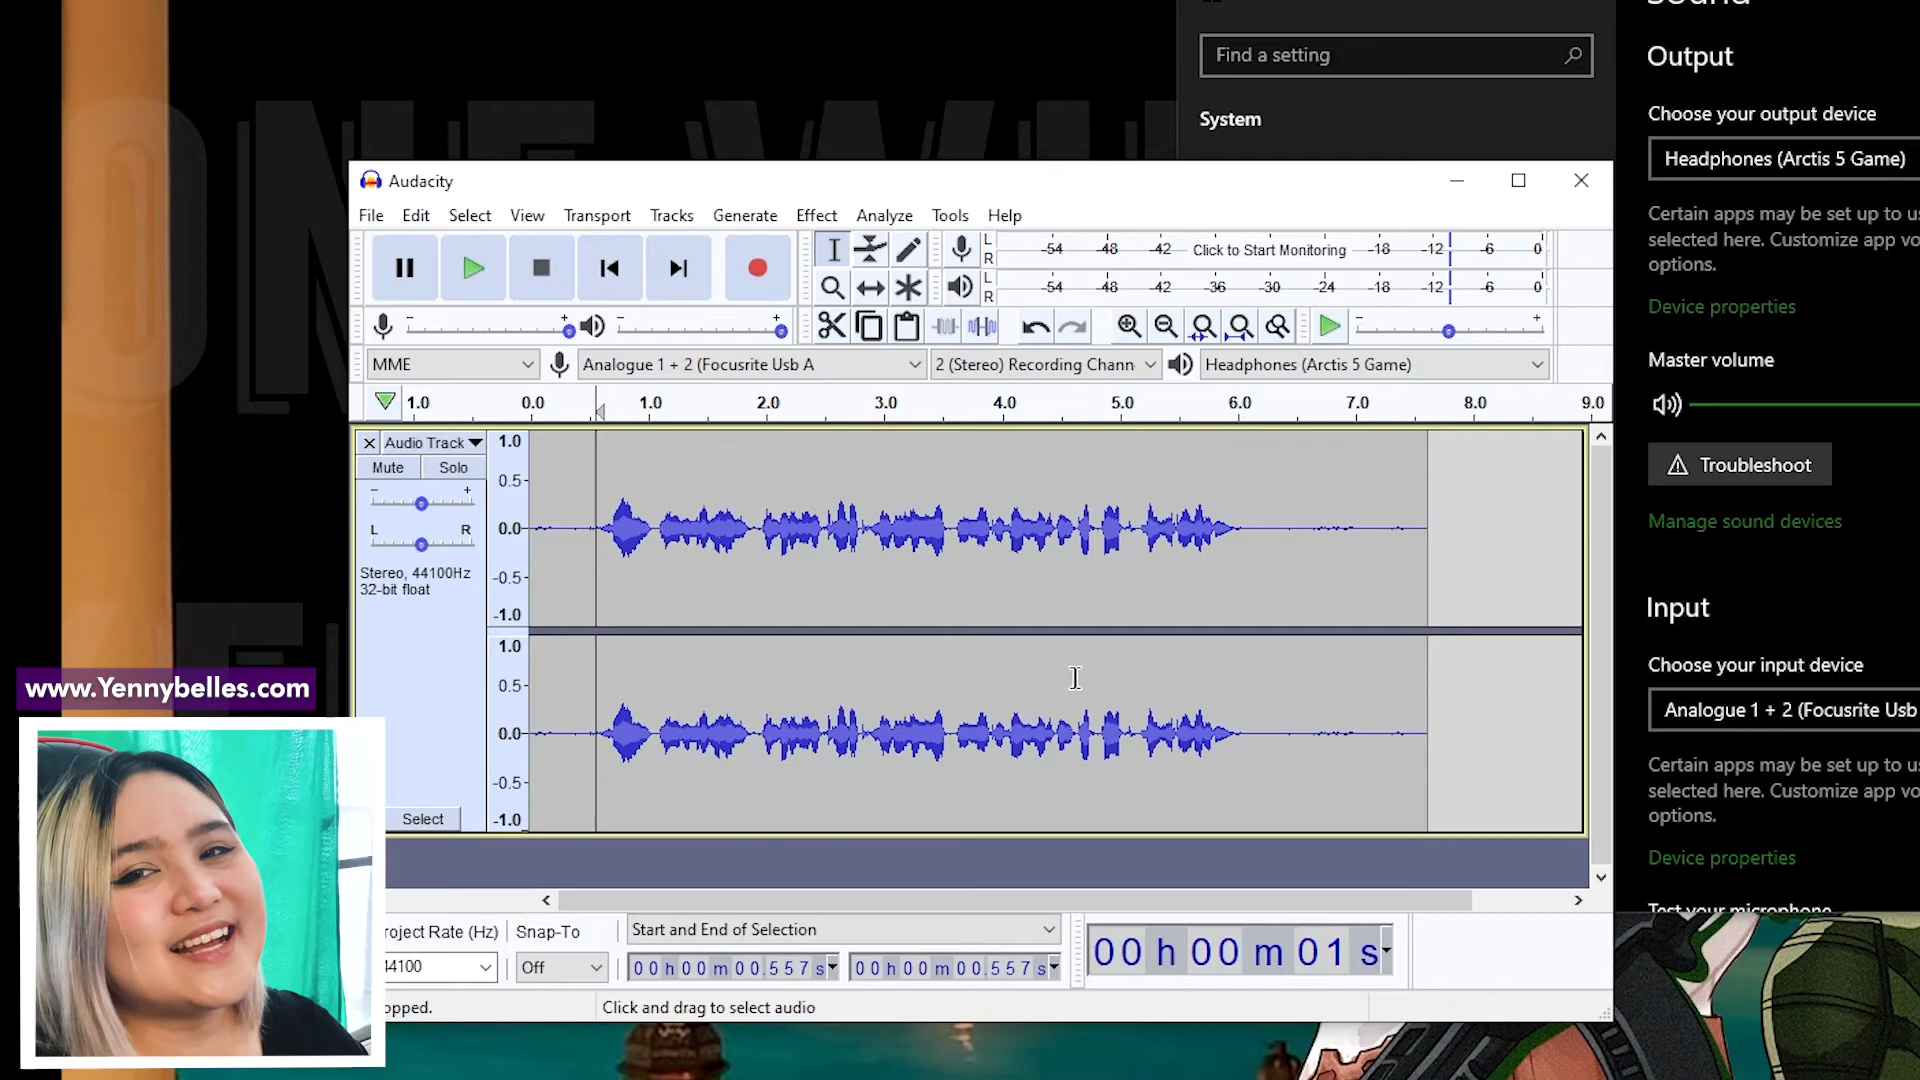 Sound
Find a setting
System
Output
Choose your output device
Headphones (Arctis 5 Game)
Certain apps may be set up to us
selected here. Customize app vo
options.
Device properties
Master volume
Troubleshoot
Manage sound devices
Input
Choose your input device
Analogue 1 + 2 (Focusrite Usb
Certain apps may be set up to us
selected here. Customize app vo
options.
Device properties
Test your microphone
Audacity
File Edit Select View Transport Tracks Generate Effect Analyze Tools Help
L R -54 -48 -42 Click to Start Monitoring -18 -12 -6 0
L R -54 -48 -42 -36 -30 -24 -18 -12 -6 0
- + - + - +
MME Analogue 1 + 2 (Focusrite Usb A 2 (Stereo) Recording Chann Headphones (Arctis 5 Game)
1.0 0.0 1.0 2.0 3.0 4.0 5.0 6.0 7.0 8.0 9.0
Audio Track
Mute Solo
- +
L R
Stereo, 44100Hz
32-bit float
Select
1.0
0.5
0.0
-0.5
-1.0
1.0
0.5
0.0
-0.5
-1.0
roject Rate (Hz) Snap-To Start and End of Selection
44100 Off 00 h 00 m 00.557 s 00 h 00 m 00.557 s
00 h 00 m 01 s
opped. Click and drag to select audio
www.Yennybelles.com